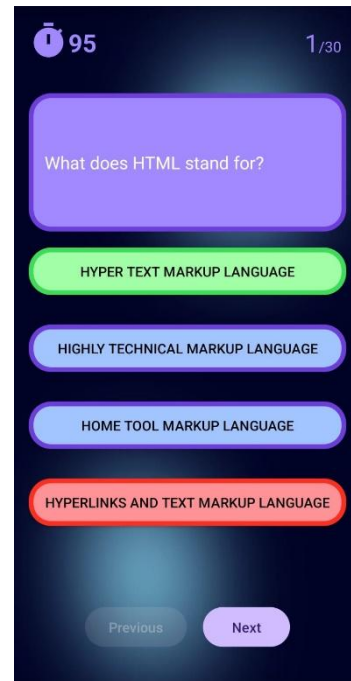 95
1/30
What does HTML stand for?
HYPER TEXT MARKUP LANGUAGE
HIGHLY TECHNICAL MARKUP LANGUAGE
HOME TOOL MARKUP LANGUAGE
HYPERLINKS AND TEXT MARKUP LANGUAGE
Previous
Next